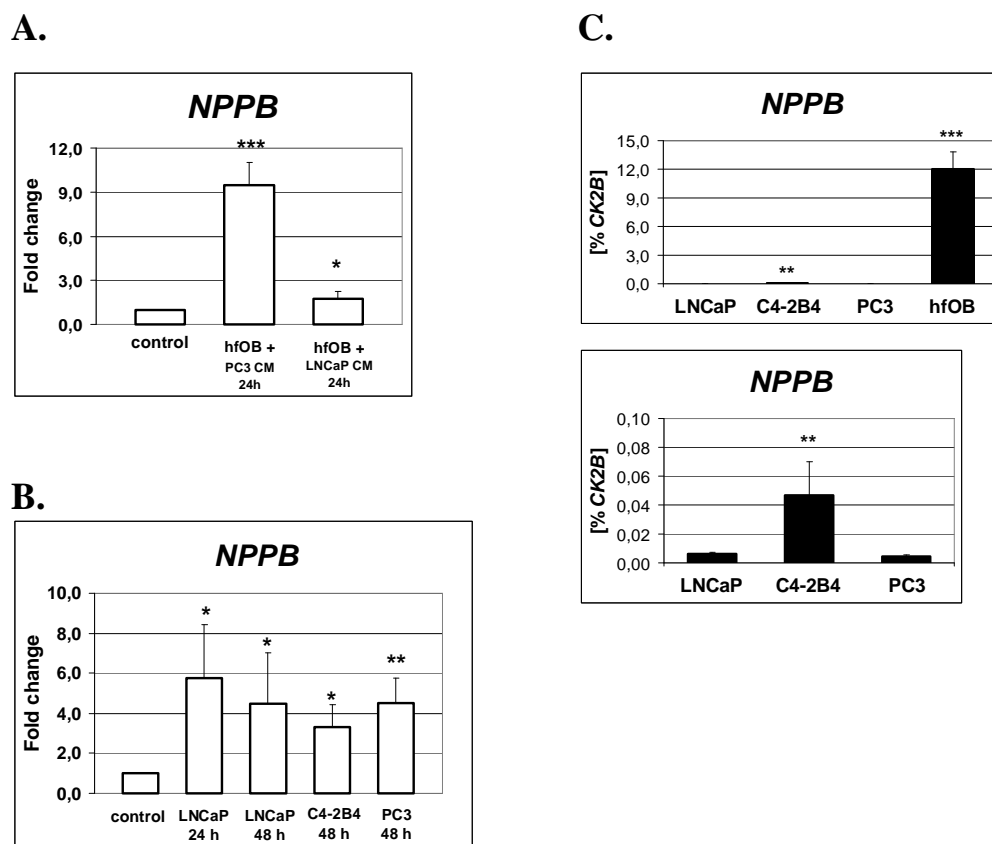 A.
NPPB
Fold change
12,0
9,0
6,0
3,0
0,0
***
*
control
hfOB +
PC3 CM
24h
hfOB +
LNCaP CM
24h
B.
NPPB
Fold change
10,0
8,0
6,0
4,0
2,0
0,0
*
*
*
**
control
LNCaP
24 h
LNCaP
48 h
C4-2B4
48 h
PC3
48 h
C.
NPPB
[% CK2B]
15,0
12,0
9,0
6,0
3,0
0,0
**
***
LNCaP C4-2B4 PC3 hfOB
NPPB
[% CK2B]
0,10
0,08
0,06
0,04
0,02
0,00
**
LNCaP C4-2B4 PC3